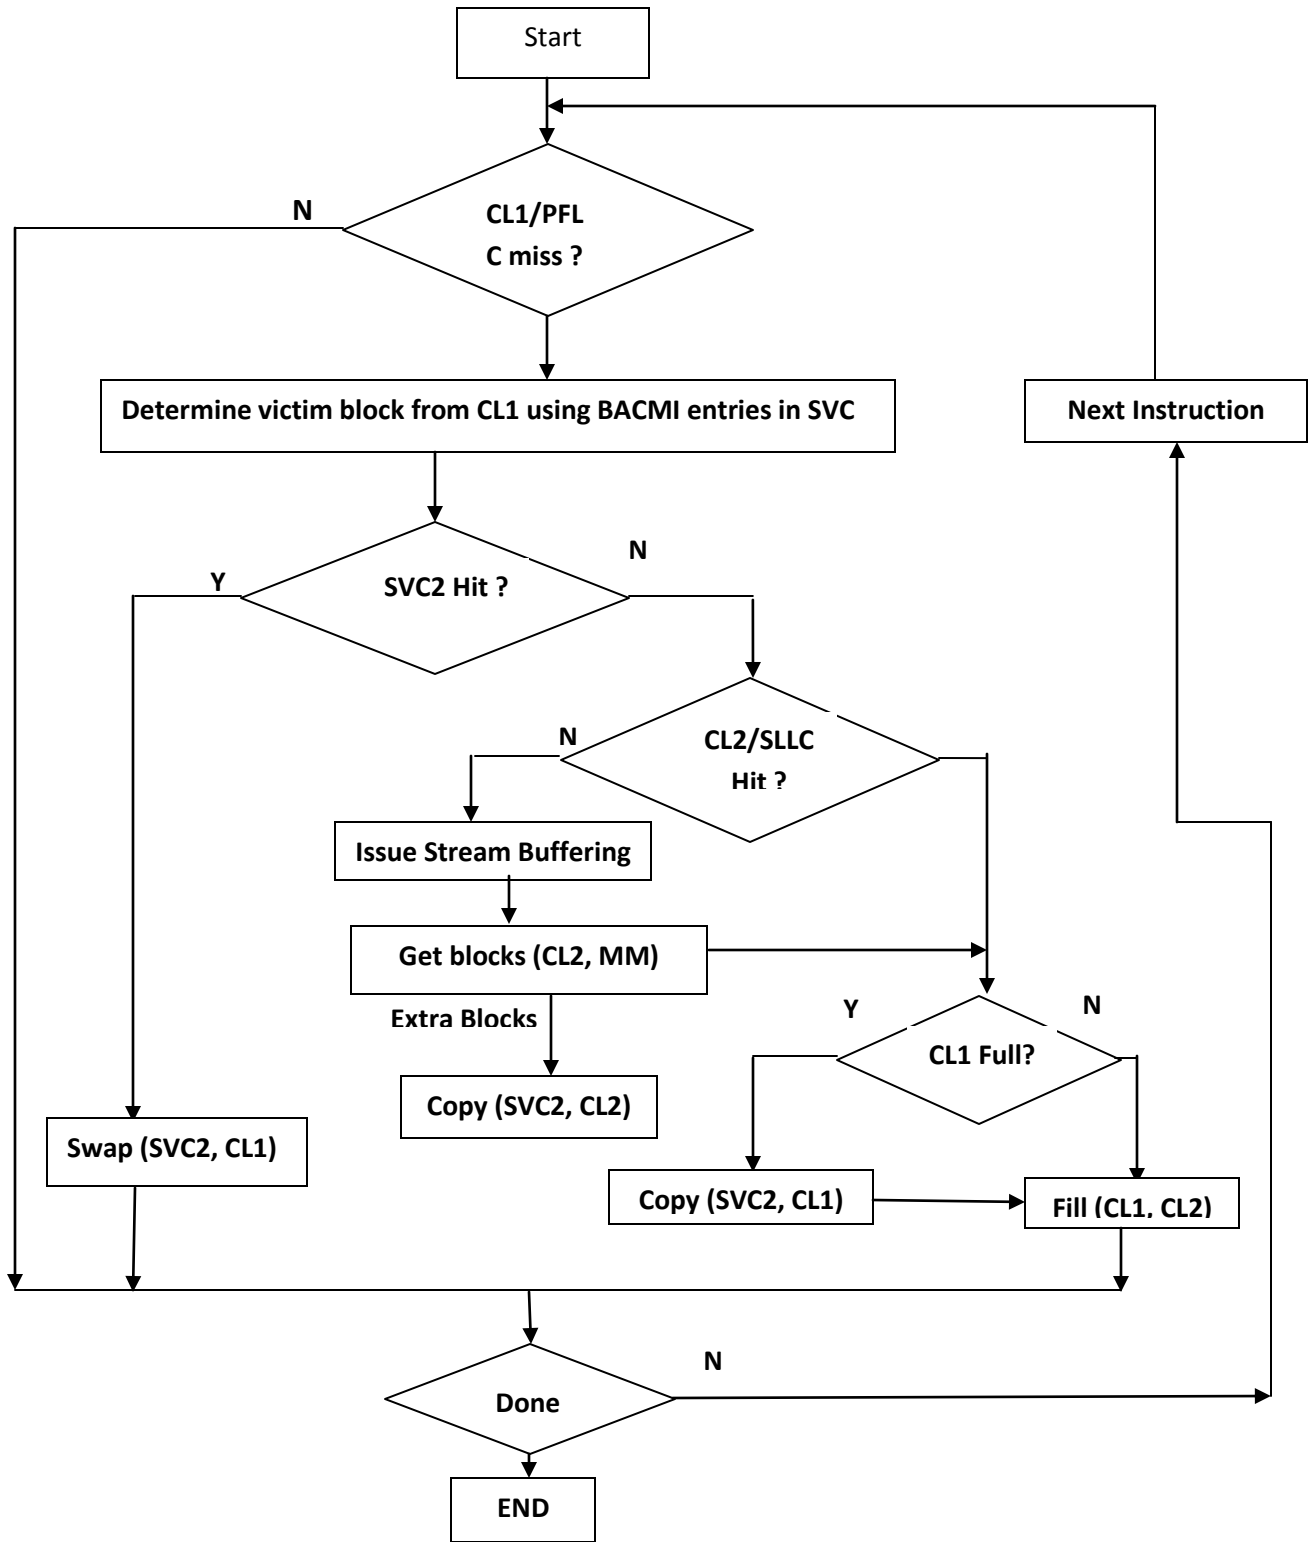 Start
N
CL1/PFL
C miss ?
Determine victim block from CL1 using BACMI entries in SVC
Next Instruction
Y
SVC2 Hit ?
N
N
CL2/SLLC
Hit ?
Issue Stream Buffering
Get blocks (CL2, MM)
Extra Blocks
Copy (SVC2, CL2)
Y
CL1 Full?
N
Swap (SVC2, CL1)
Copy (SVC2, CL1)
Fill (CL1, CL2)
Done
N
END